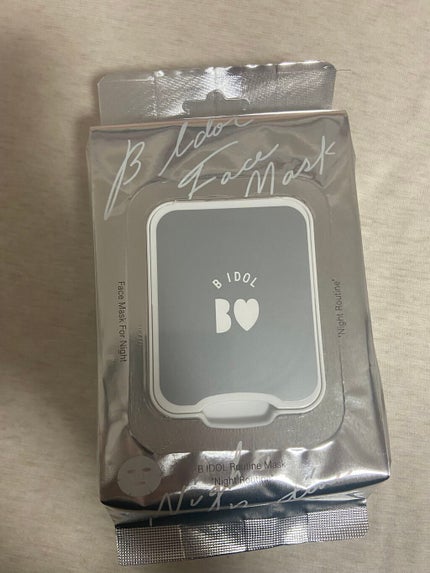 B Idol
Face
Mask
B IDOL
B
Face Mask For Night
"Night Routine"
B IDOL Routine Mask
"Night Routine"